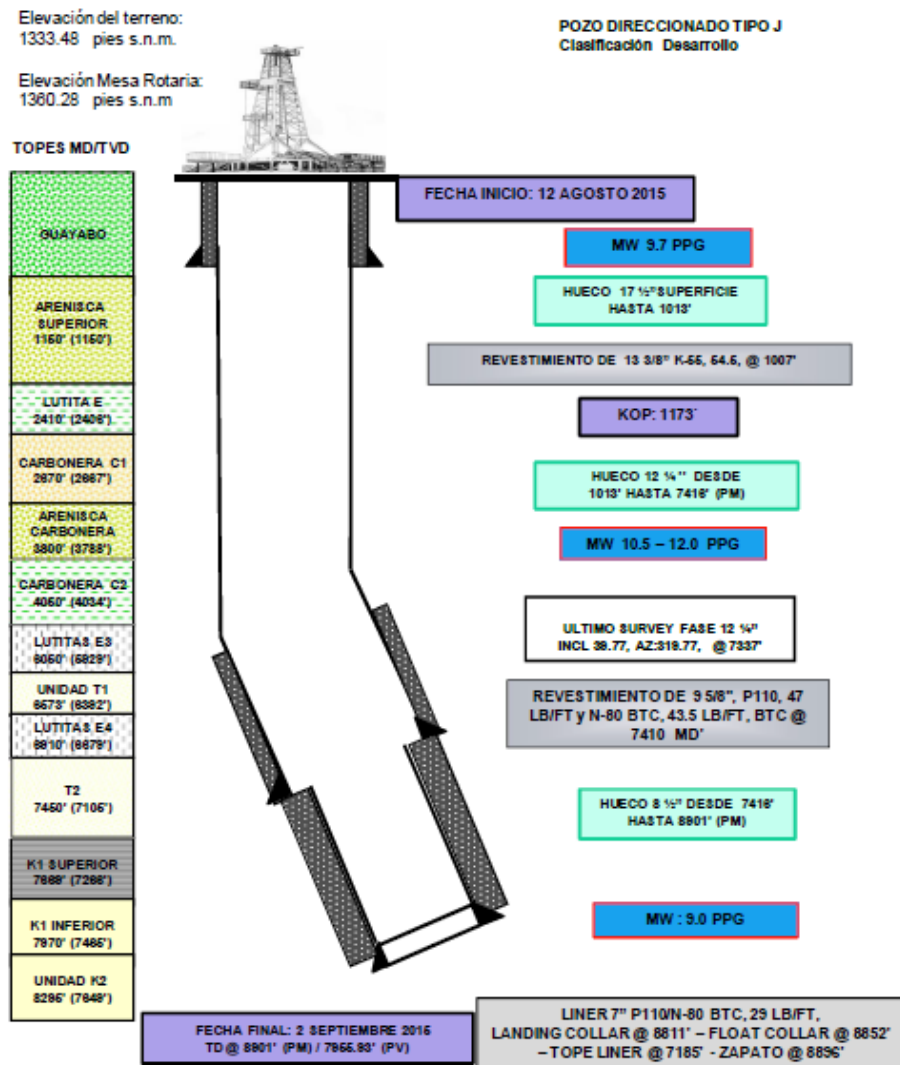 Elevación del terreno:
1333.48 pies s.n.m.
Elevación Mesa Rotaria:
1360.28 pies s.n.m
POZO DIRECCIONADO TIPO J
Clasificación Desarrollo
TOPES MD/TVD
GUAYABO
ARENISCA
SUPERIOR
1150' (1150')
LUTITA E
2410' (2406')
CARBONERA C1
2670' (2667')
ARENISCA
CARBONERA
3800' (3788')
CARBONERA C2
4050' (4034')
LUTITAS E3
6050' (5829')
UNIDAD T1
6573' (6382')
LUTITAS E4
6910' (6679')
T2
7450' (7105')
K1 SUPERIOR
7668' (7266')
K1 INFERIOR
7970' (7465')
UNIDAD K2
8295' (7649')
FECHA INICIO: 12 AGOSTO 2015
MW 9.7 PPG
HUECO 17 ½" SUPERFICIE
HASTA 1013'
REVESTIMIENTO DE 13 3/8" K-55, 54.5, @ 1007'
KOP: 1173´
HUECO 12 ¼ " DESDE
1013' HASTA 7416' (PM)
MW 10.5 – 12.0 PPG
ULTIMO SURVEY FASE 12 ¼"
INCL 39.77, AZ:319.77, @ 7337'
REVESTIMIENTO DE 9 5/8", P110, 47
LB/FT y N-80 BTC, 43.5 LB/FT, BTC @
7410 MD'
HUECO 8 ½" DESDE 7416'
HASTA 8901' (PM)
MW : 9.0 PPG
FECHA FINAL: 2 SEPTIEMBRE 2015
TD @ 8901' (PM) / 7955.93' (PV)
LINER 7" P110/N-80 BTC, 29 LB/FT,
LANDING COLLAR @ 8811' – FLOAT COLLAR @ 8852'
– TOPE LINER @ 7185' - ZAPATO @ 8896'